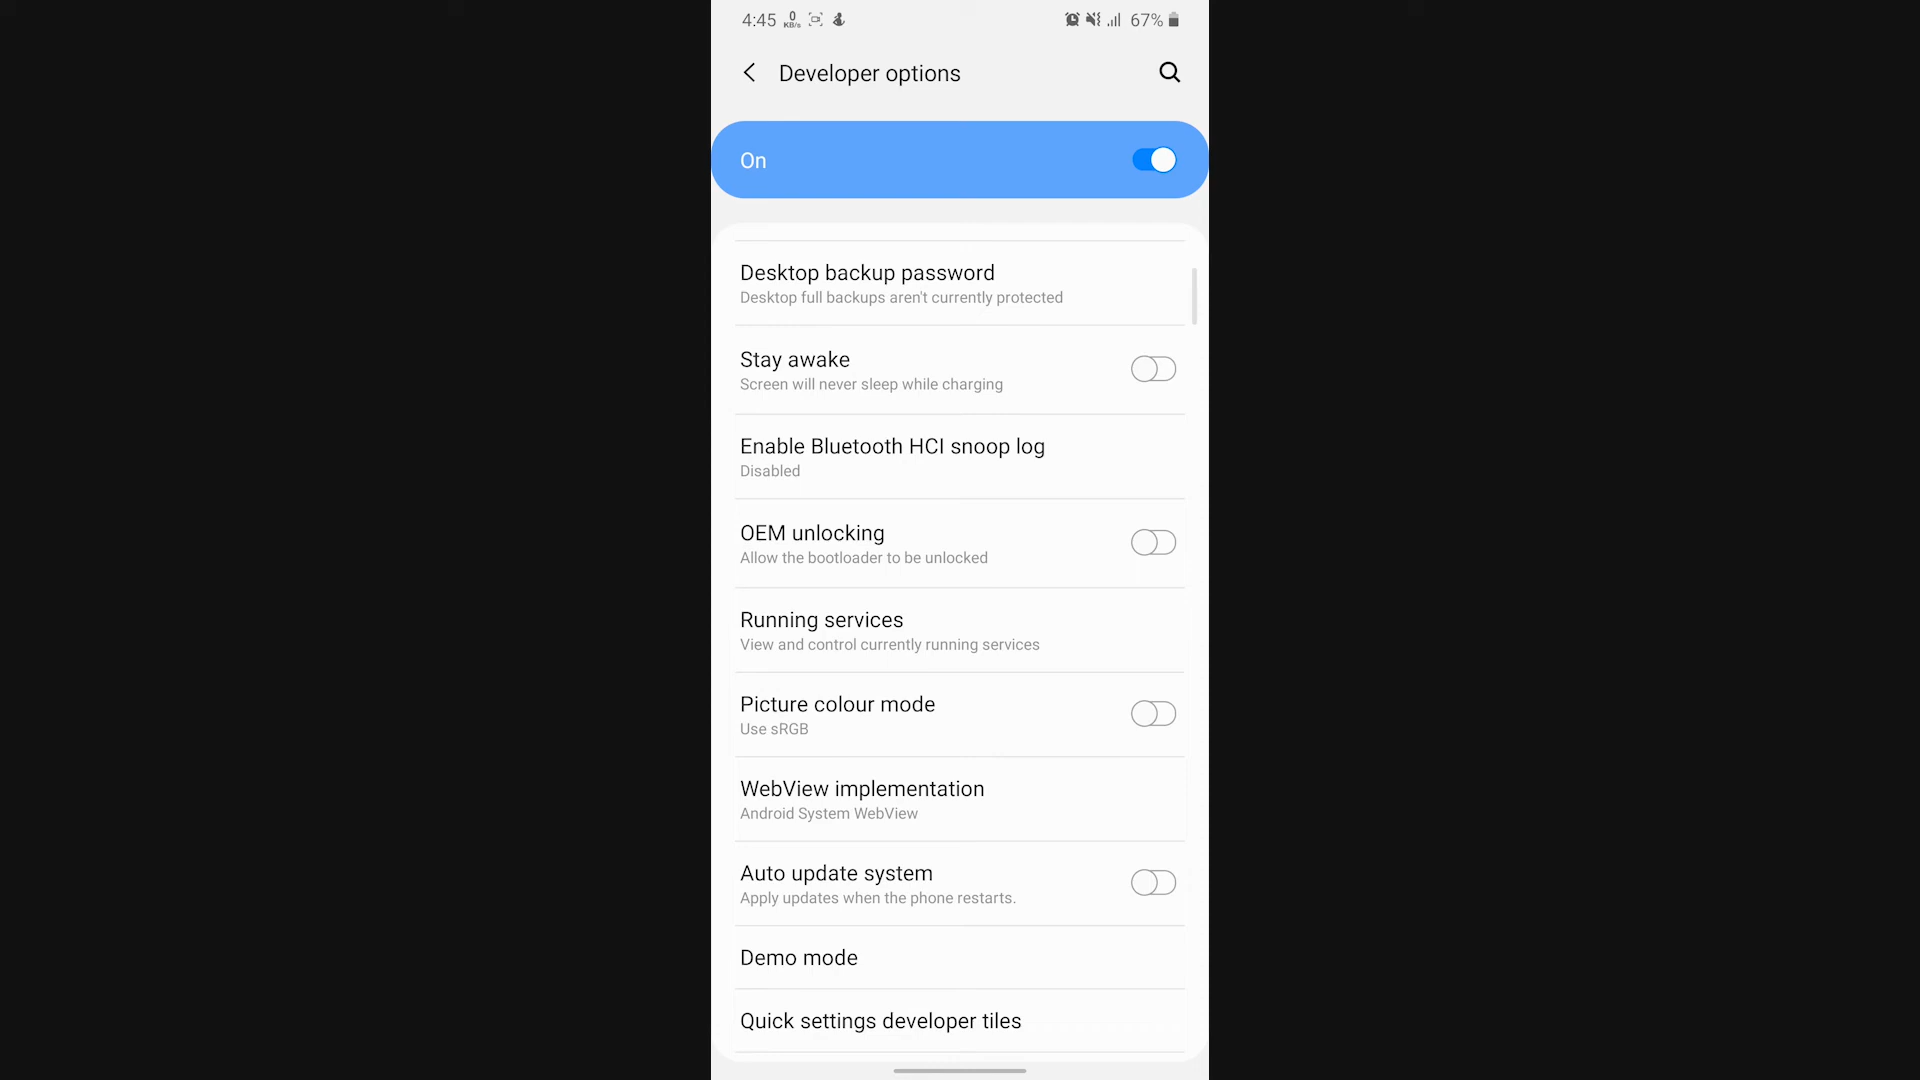 4:45 0 KB/s 67%
Developer options
On
Desktop backup password
Desktop full backups aren't currently protected
Stay awake
Screen will never sleep while charging
Enable Bluetooth HCI snoop log
Disabled
OEM unlocking
Allow the bootloader to be unlocked
Running services
View and control currently running services
Picture colour mode
Use sRGB
WebView implementation
Android System WebView
Auto update system
Apply updates when the phone restarts.
Demo mode
Quick settings developer tiles